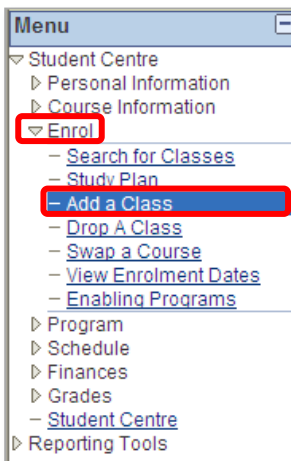 Menu
Student Centre
Personal Information
Course Information
Enrol
– Search for Classes
– Study Plan
– Add a Class
– Drop A Class
– Swap a Course
– View Enrolment Dates
– Enabling Programs
Program
Schedule
Finances
Grades
– Student Centre
Reporting Tools